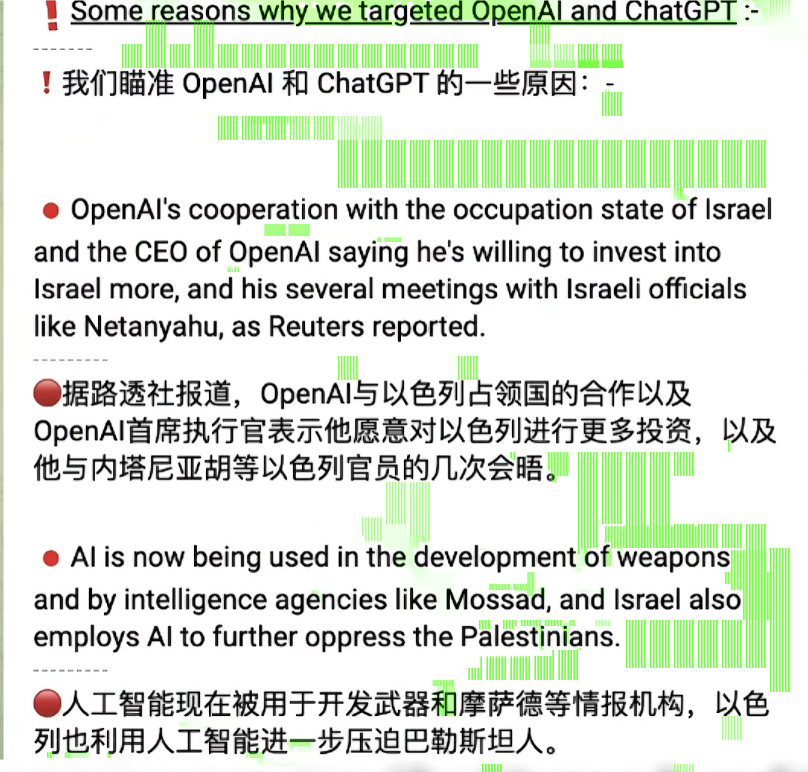 ❗ Some reasons why we targeted OpenAI and ChatGPT :-
-------
❗我们瞄准 OpenAI 和 ChatGPT 的一些原因：-
🔴 OpenAI's cooperation with the occupation state of Israel
and the CEO of OpenAI saying he's willing to invest into
Israel more, and his several meetings with Israeli officials
like Netanyahu, as Reuters reported.
---------
🔴据路透社报道，OpenAI与以色列占领国的合作以及
OpenAI首席执行官表示他愿意对以色列进行更多投资，以及
他与内塔尼亚胡等以色列官员的几次会晤。
🔴 AI is now being used in the development of weapons
and by intelligence agencies like Mossad, and Israel also
employs AI to further oppress the Palestinians.
---------
🔴人工智能现在被用于开发武器和摩萨德等情报机构，以色
列也利用人工智能进一步压迫巴勒斯坦人。